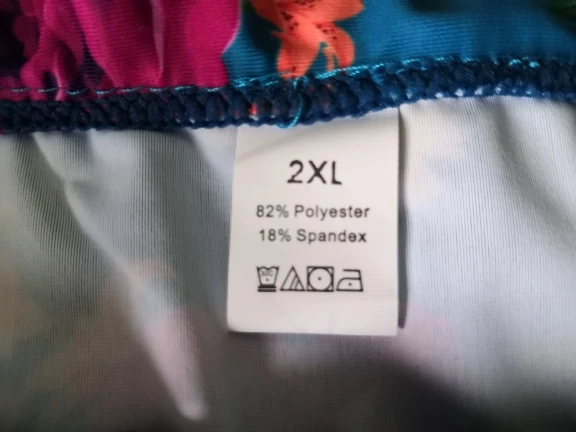 2XL
82% Polyester
18% Spandex